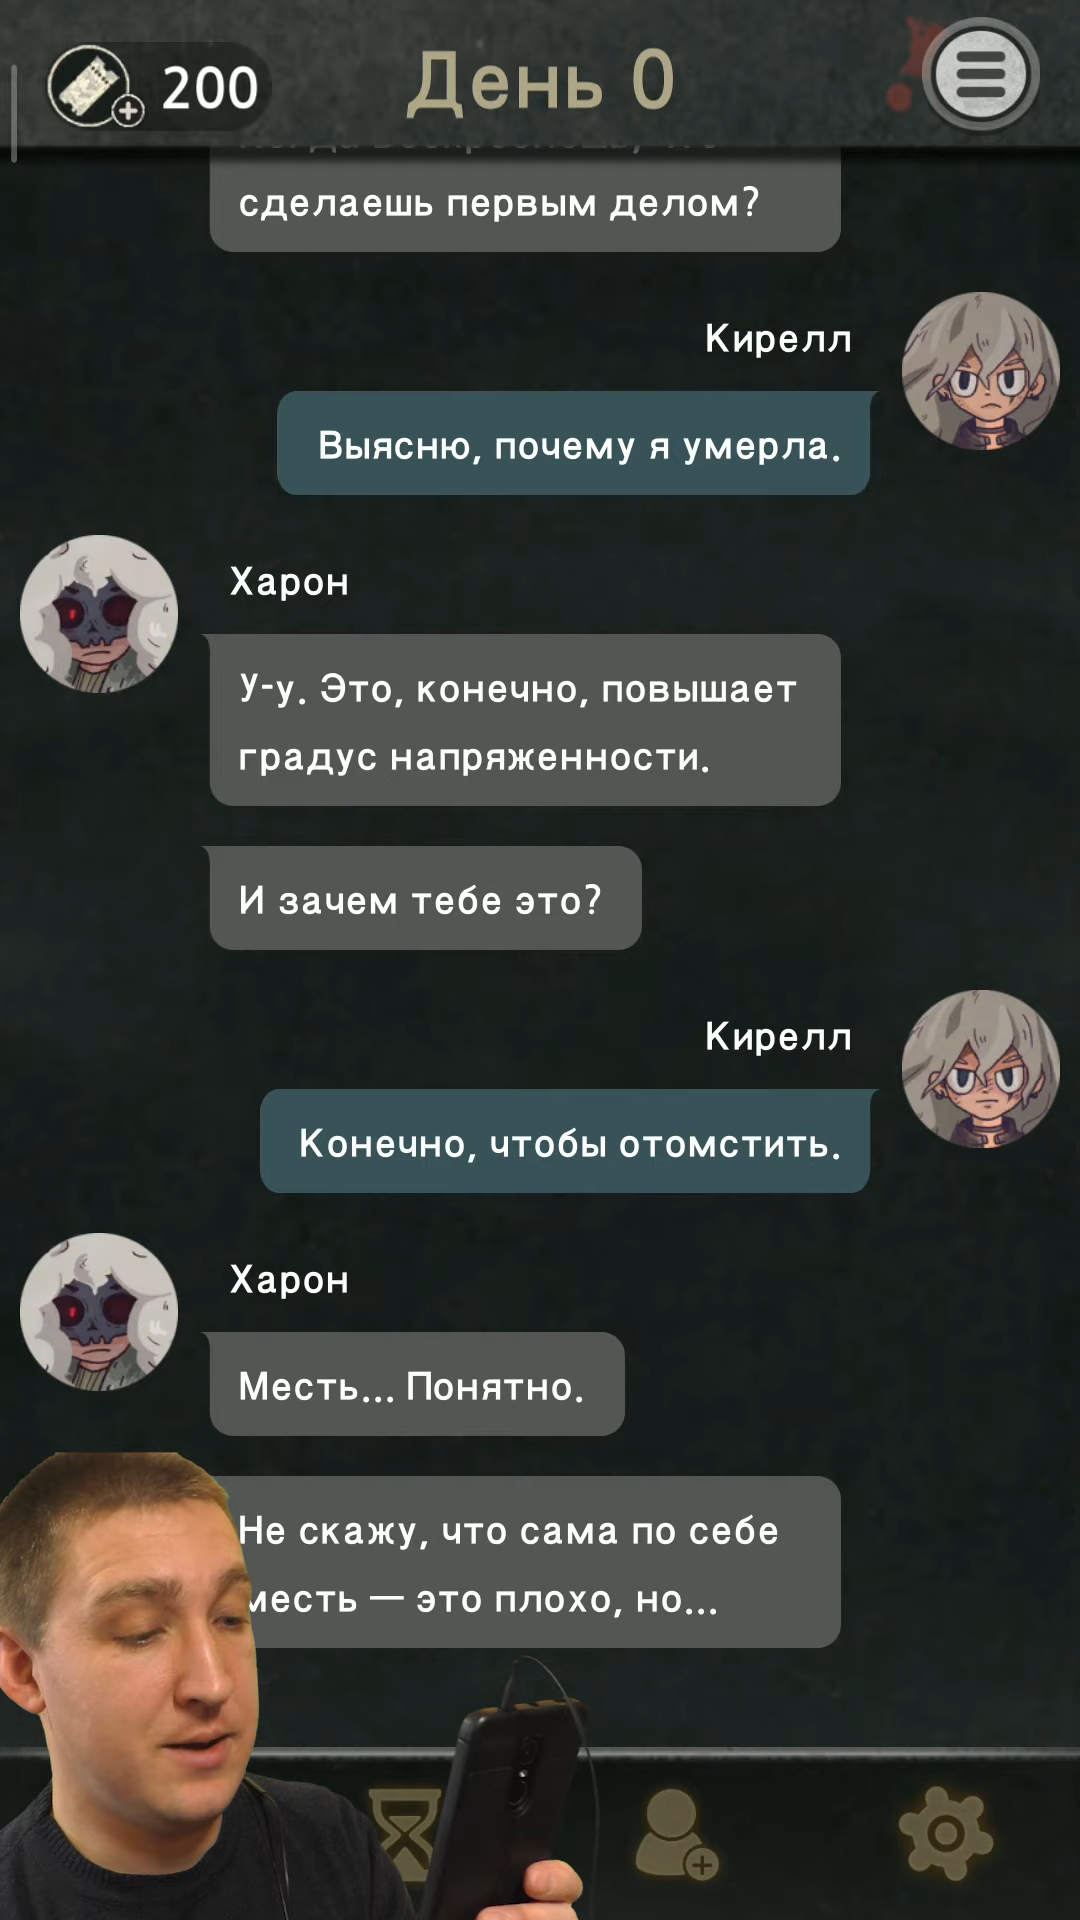 200
День 0
сделаешь первым делом?
Кирелл
Выясню, почему я умерла.
Харон
У-у. Это, конечно, повышает
градус напряженности.
И зачем тебе это?
Кирелл
Конечно, чтобы отомстить.
Харон
Месть... Понятно.
Не скажу, что сама по себе
месть — это плохо, но...